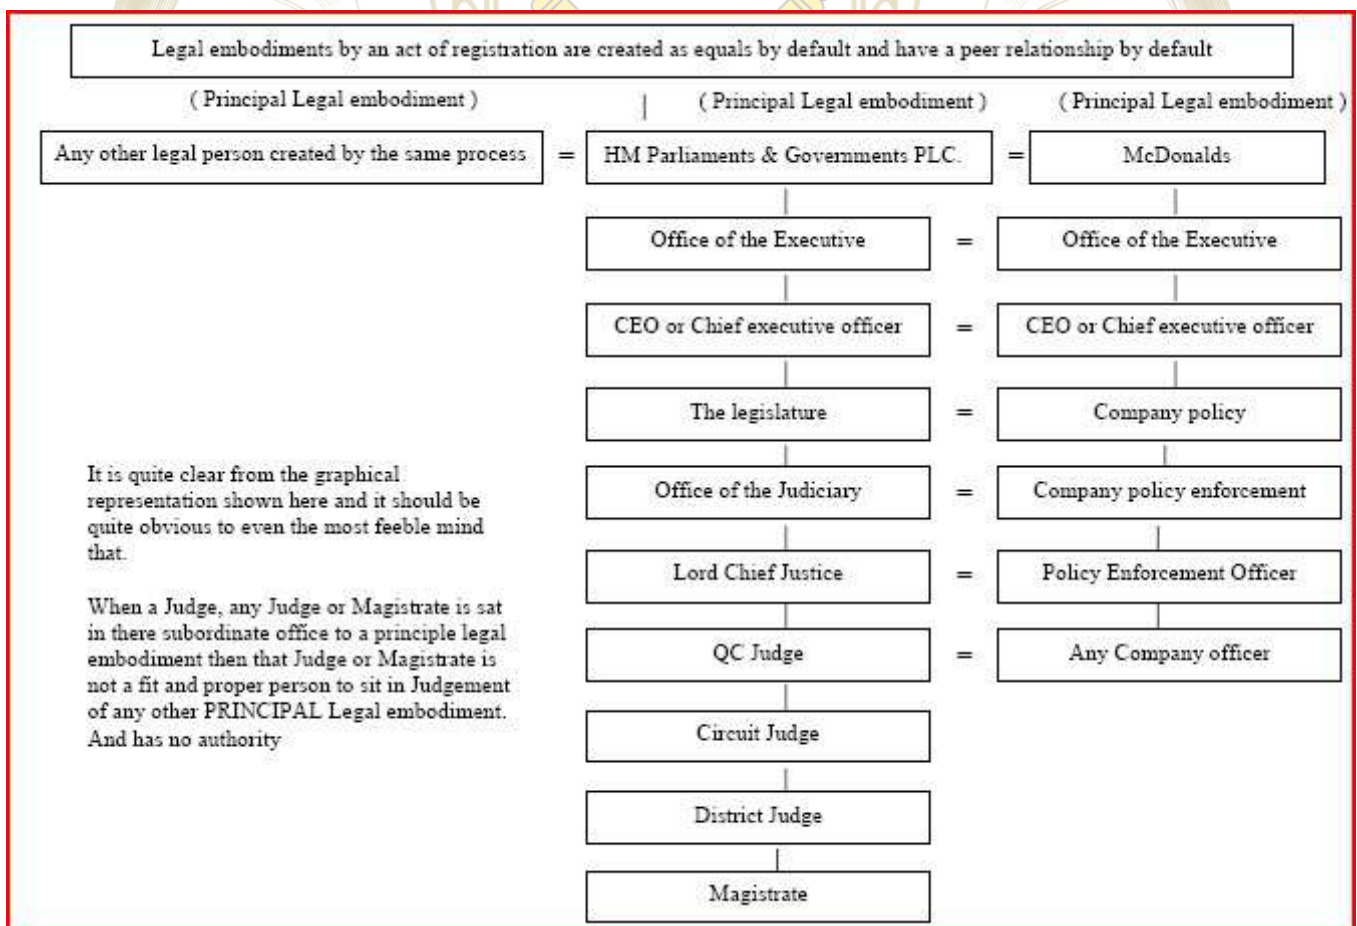 Legal embodiments by an act of registration are created as equals by default and have a peer relationship by default
( Principal Legal embodiment )
( Principal Legal embodiment )
( Principal Legal embodiment )
Any other legal person created by the same process
=
HM Parliaments & Governments PLC.
=
McDonalds
Office of the Executive
=
Office of the Executive
CEO or Chief executive officer
=
CEO or Chief executive officer
The legislature
=
Company policy
Office of the Judiciary
=
Company policy enforcement
Lord Chief Justice
=
Policy Enforcement Officer
QC Judge
=
Any Company officer
Circuit Judge
District Judge
Magistrate
It is quite clear from the graphical
representation shown here and it should be
quite obvious to even the most feeble mind
that.
When a Judge, any Judge or Magistrate is sat
in there subordinate office to a principle legal
embodiment then that Judge or Magistrate is
not a fit and proper person to sit in Judgement
of any other PRINCIPAL Legal embodiment.
And has no authority